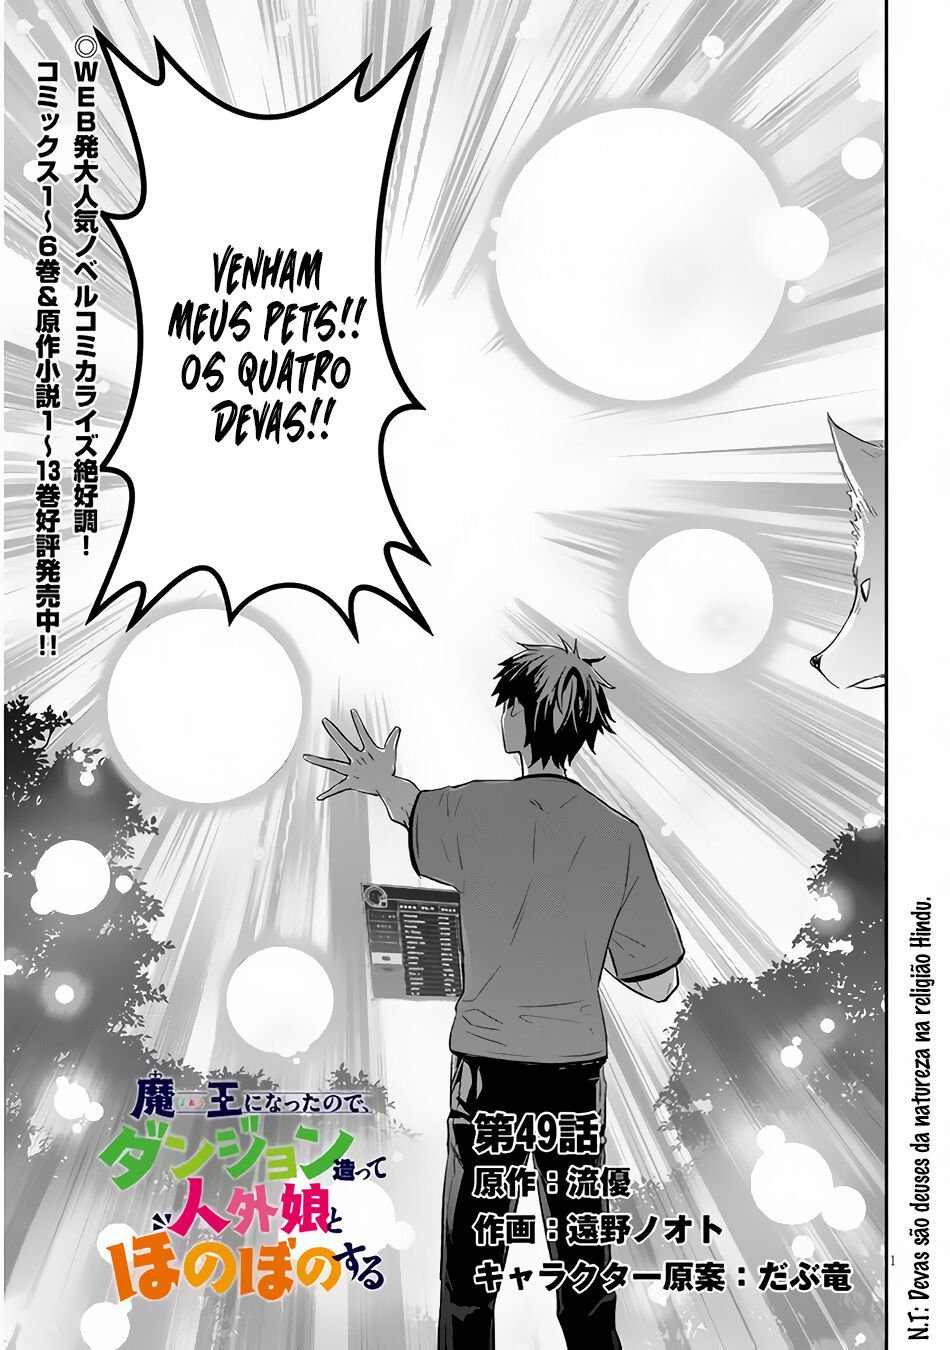 ◎WEB発大人気ノベルコミカライズ絶好調！
コミックス1〜6巻＆原作小説1〜13巻好評発売中!!
VENHAM
MEUS PETS!!
OS QUATRO
DEVAS!!
魔王になったので、
ダンジョン造って
人外娘と
ほのぼのする
第49話
原作：流優
作画：遠野ノオト
キャラクター原案：だぶ竜
1
N.T: Devas são deuses da natureza na religião Hindu.